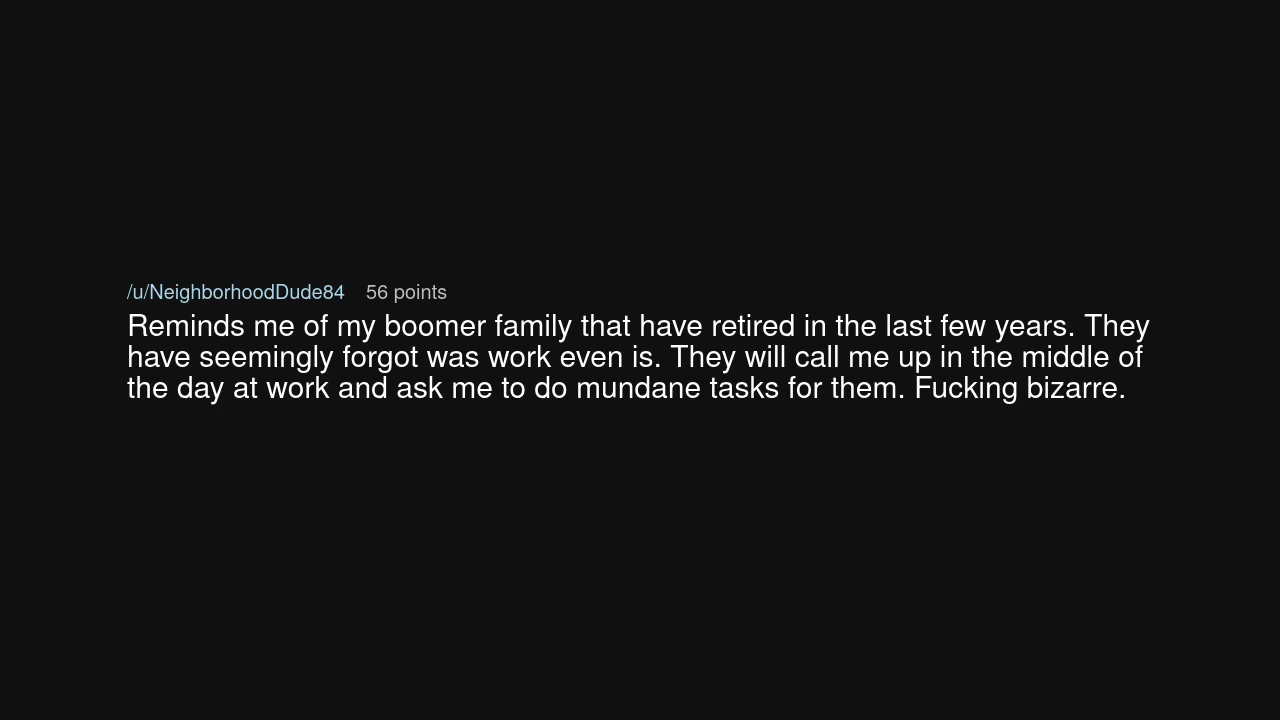 /u/NeighborhoodDude84 56 points
Reminds me of my boomer family that have retired in the last few years. They
have seemingly forgot was work even is. They will call me up in the middle of
the day at work and ask me to do mundane tasks for them. Fucking bizarre.